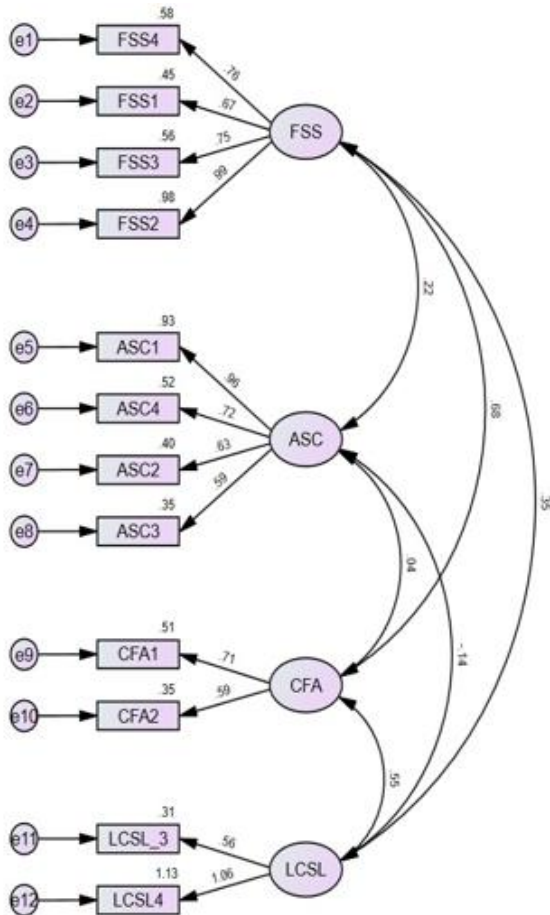 .58
e1 FSS4
.76
.45
e2 FSS1
.67
FSS
.56
.75
e3 FSS3
.98
.99
e4 FSS2
.22
.93
e5 ASC1
.96
.52
e6 ASC4
.72
.68
ASC
.40
.63
e7 ASC2
.35
.35
.59
e8 ASC3
.04
.51
e9 CFA1
.71
-.14
CFA
.35
.59
e10 CFA2
.55
.31
e11 LCSL_3
.56
LCSL
1.13
1.06
e12 LCSL4